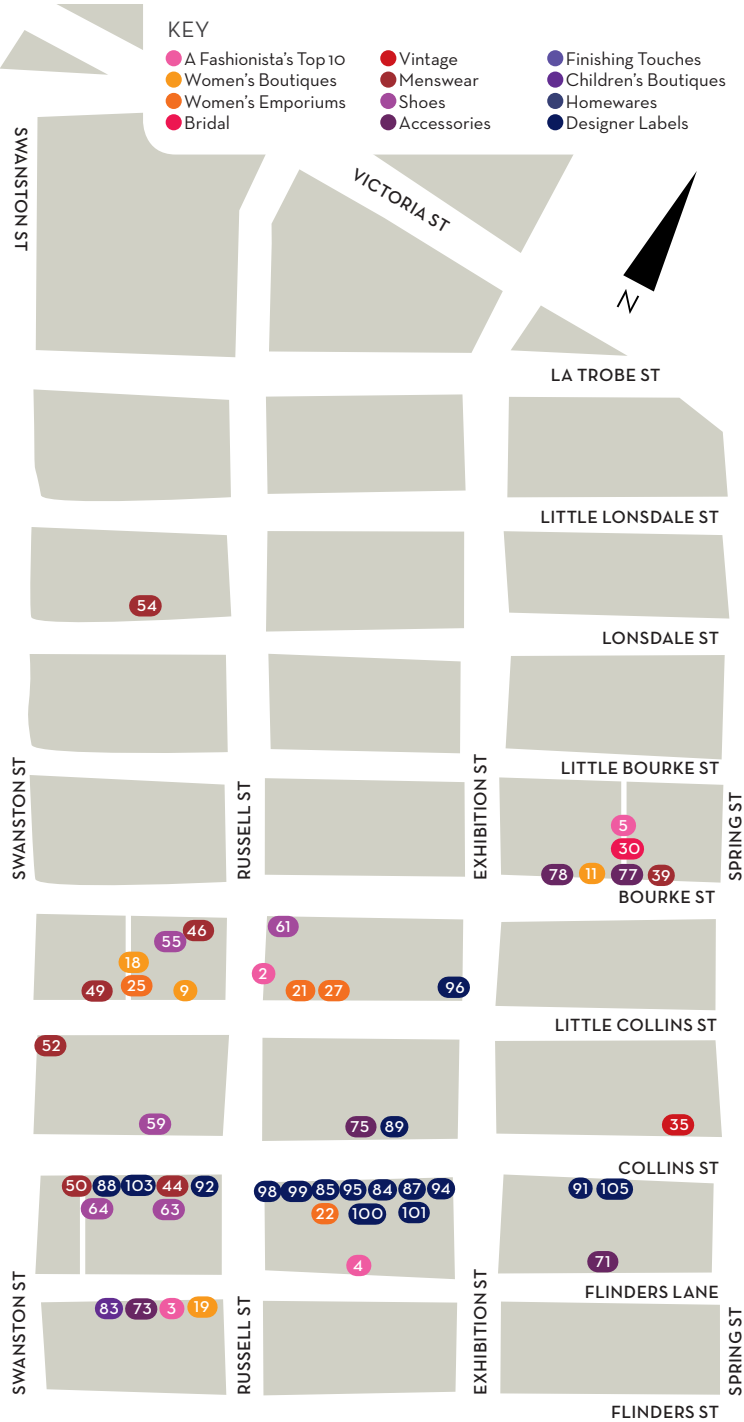 KEY
A Fashionista's Top 10
Women's Boutiques
Women's Emporiums
Bridal
Vintage
Menswear
Shoes
Accessories
Finishing Touches
Children's Boutiques
Homewares
Designer Labels
SWANSTON ST
VICTORIA ST
N
LA TROBE ST
LITTLE LONSDALE ST
54
LONSDALE ST
LITTLE BOURKE ST
SWANSTON ST
RUSSELL ST
EXHIBITION ST
SPRING ST
5
30
78
11
77
39
BOURKE ST
46
55
61
18
2
49
25
9
21
27
96
LITTLE COLLINS ST
52
59
75
89
35
COLLINS ST
50
88
103
44
92
98
99
85
95
84
87
94
91
105
64
63
22
100
101
4
71
FLINDERS LANE
SWANSTON ST
RUSSELL ST
EXHIBITION ST
SPRING ST
83
73
3
19
FLINDERS ST